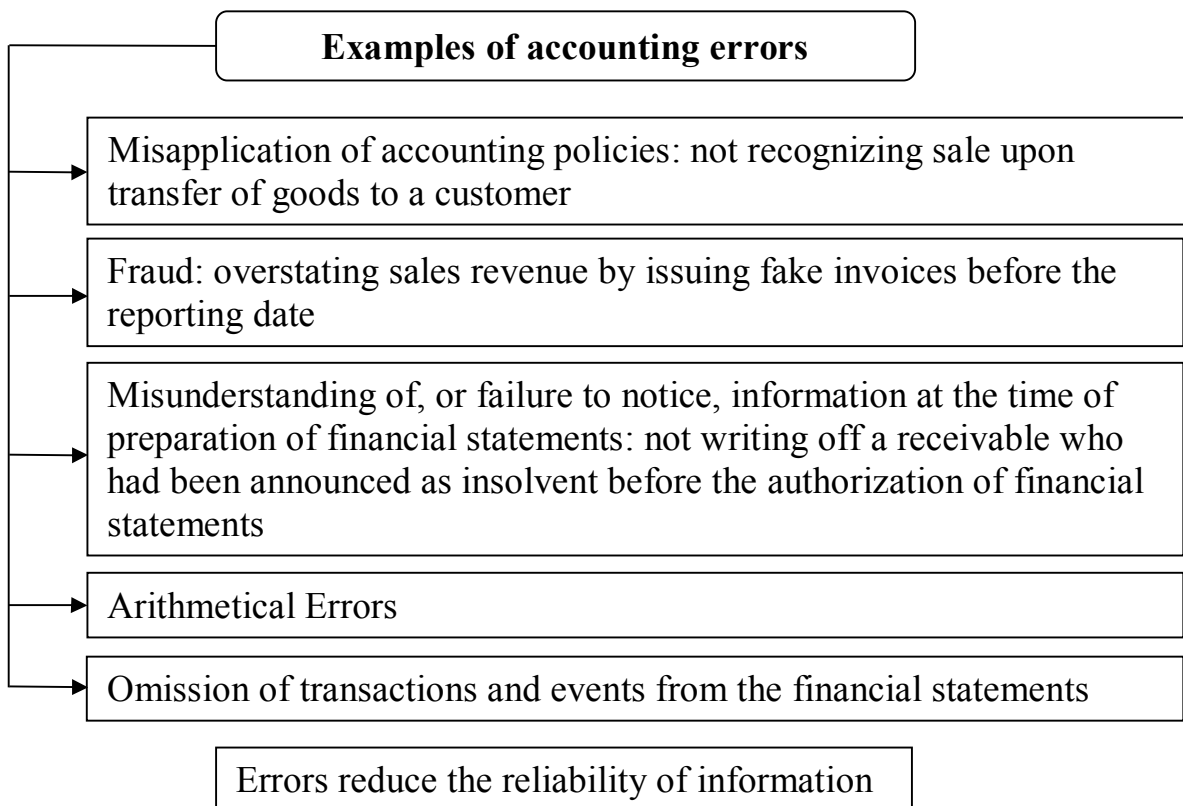 Examples of accounting errors
Misapplication of accounting policies: not recognizing sale upon
transfer of goods to a customer
Fraud: overstating sales revenue by issuing fake invoices before the
reporting date
Misunderstanding of, or failure to notice, information at the time of
preparation of financial statements: not writing off a receivable who
had been announced as insolvent before the authorization of financial
statements
Arithmetical Errors
Omission of transactions and events from the financial statements
Errors reduce the reliability of information